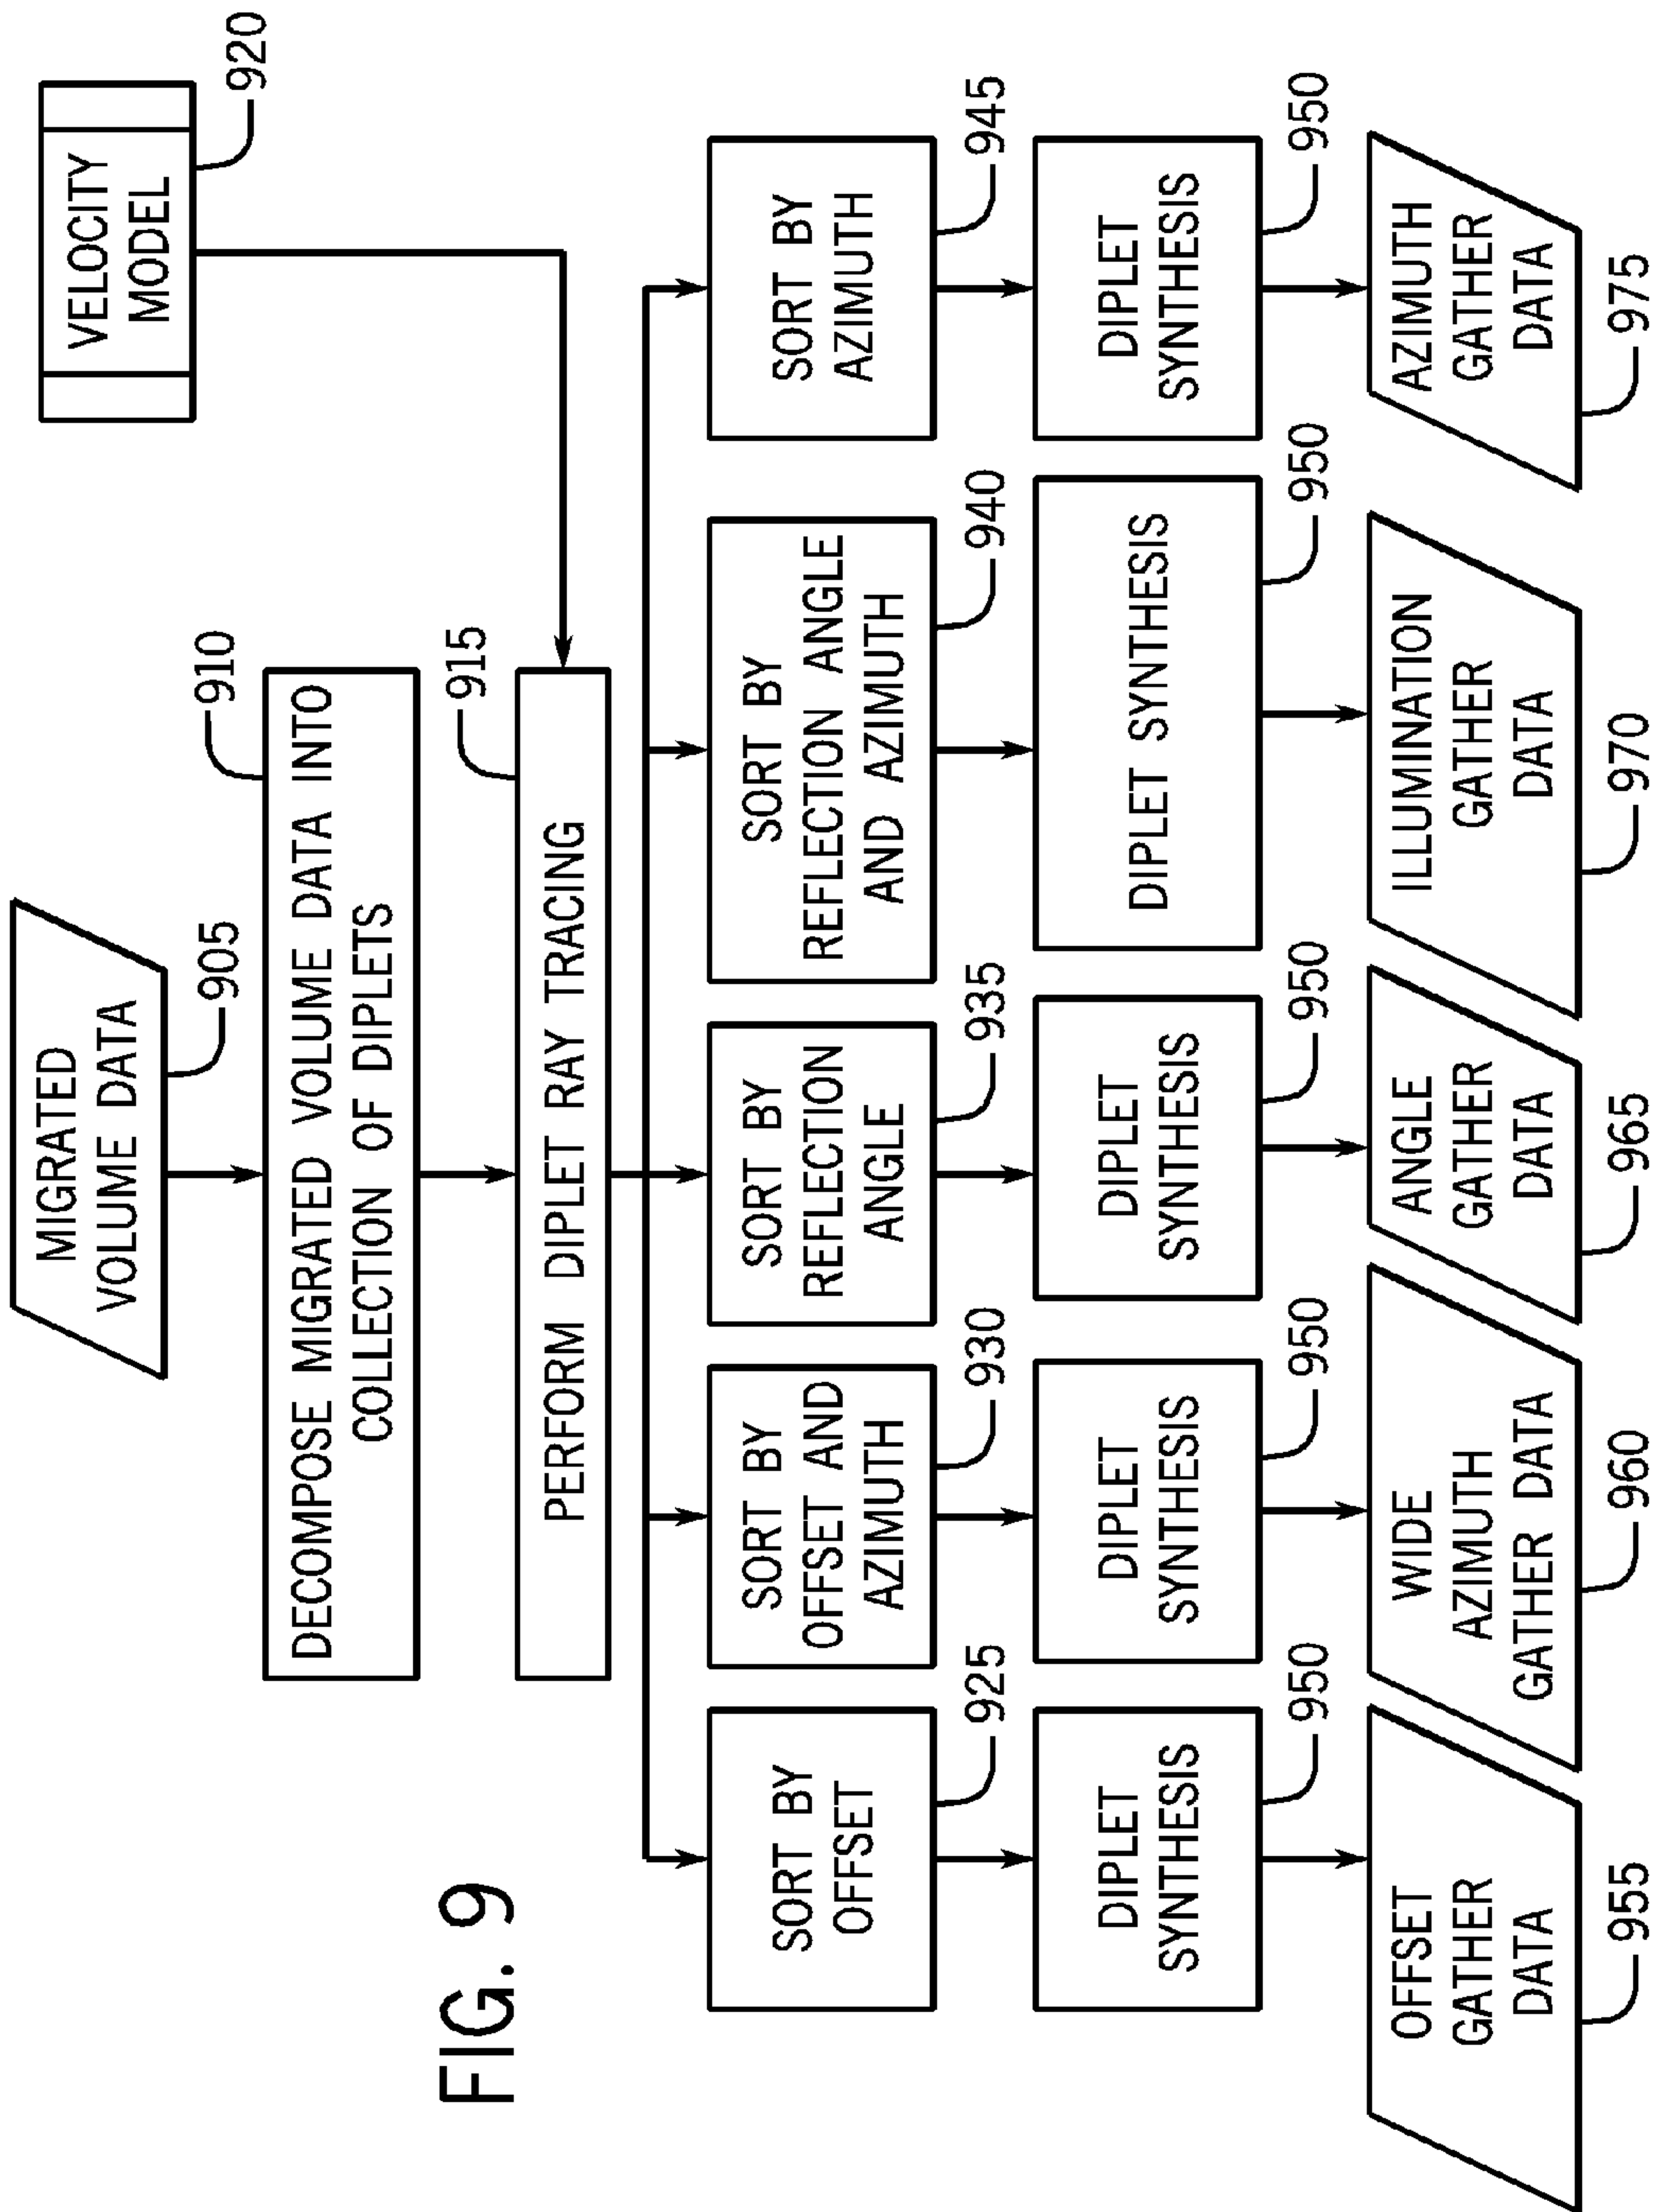 FIG. 9
MIGRATED
VOLUME DATA
905
VELOCITY
MODEL
920
DECOMPOSE MIGRATED VOLUME DATA INTO
COLLECTION OF DIPLETS
910
PERFORM DIPLET RAY TRACING
915
SORT BY
OFFSET
925
SORT BY
OFFSET AND
AZIMUTH
930
SORT BY
REFLECTION
ANGLE
935
SORT BY
REFLECTION ANGLE
AND AZIMUTH
940
SORT BY
AZIMUTH
945
DIPLET
SYNTHESIS
950
DIPLET
SYNTHESIS
950
DIPLET
SYNTHESIS
950
DIPLET SYNTHESIS
950
DIPLET
SYNTHESIS
950
OFFSET
GATHER
DATA
955
WIDE
AZIMUTH
GATHER DATA
960
ANGLE
GATHER
DATA
965
ILLUMINATION
GATHER
DATA
970
AZIMUTH
GATHER
DATA
975